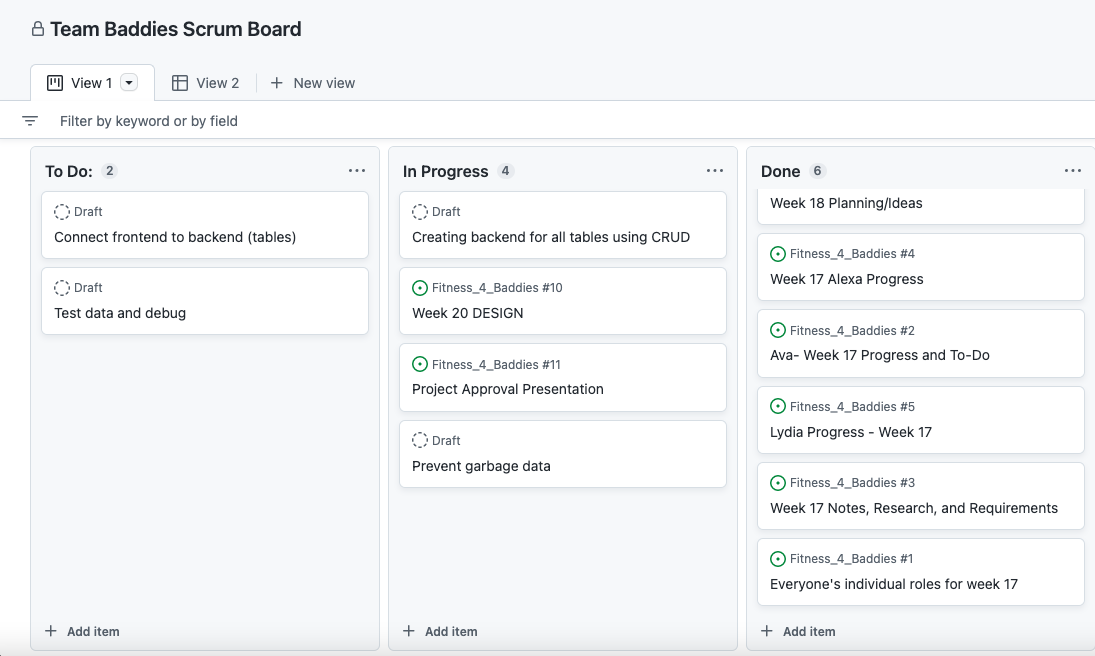 Team Baddies Scrum Board
View 1
View 2
New view
Filter by keyword or by field
To Do: 2
Draft
Connect frontend to backend (tables)
Draft
Test data and debug
Add item
In Progress 4
Draft
Creating backend for all tables using CRUD
Fitness_4_Baddies #10
Week 20 DESIGN
Fitness_4_Baddies #11
Project Approval Presentation
Draft
Prevent garbage data
Add item
Done 6
Week 18 Planning/Ideas
Fitness_4_Baddies #4
Week 17 Alexa Progress
Fitness_4_Baddies #2
Ava- Week 17 Progress and To-Do
Fitness_4_Baddies #5
Lydia Progress - Week 17
Fitness_4_Baddies #3
Week 17 Notes, Research, and Requirements
Fitness_4_Baddies #1
Everyone's individual roles for week 17
Add item